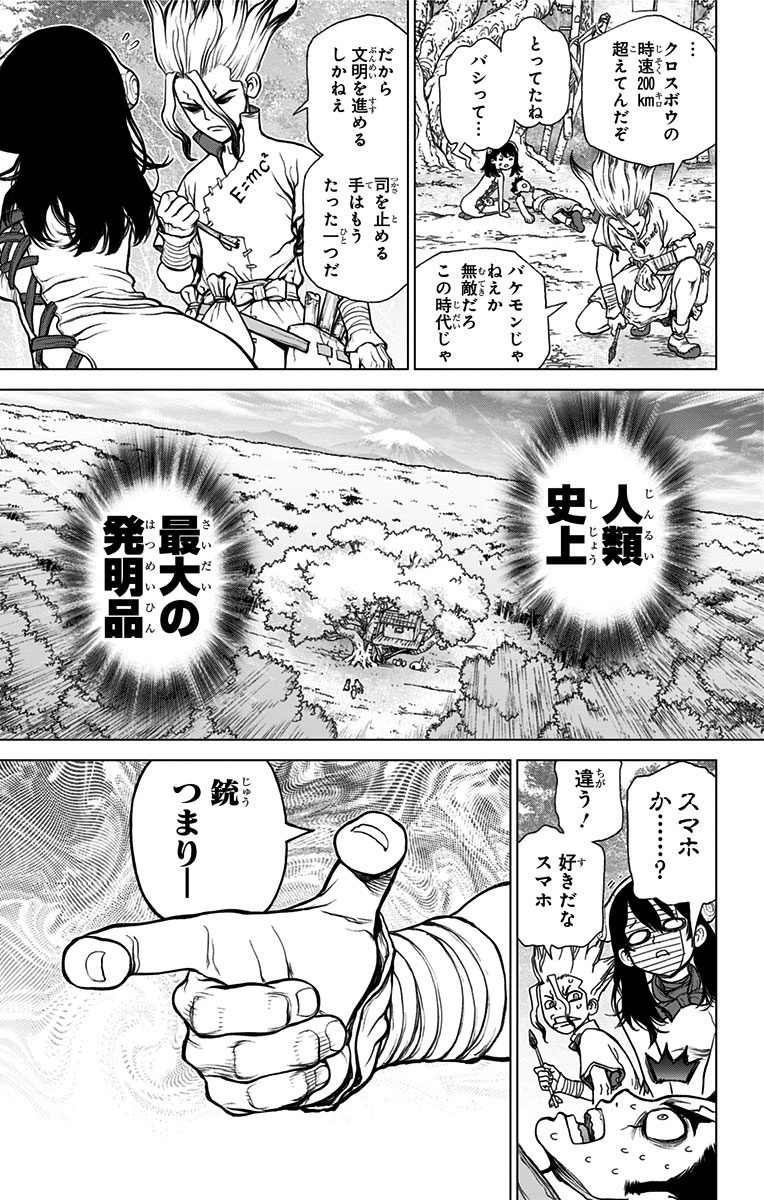 …
クロスボウの
時速200km
超えてんだぞ
とってたね
バシって…
バケモンじゃ
ねえか
無敵だろ
この時代じゃ
だから
文明を進める
しかねえ
司を止める
手はもう
たった一つだ
E=mc²
人類
史上
最大の
発明品
スマホ
か……?
違う!
好きだな
スマホ
銃
つまりー